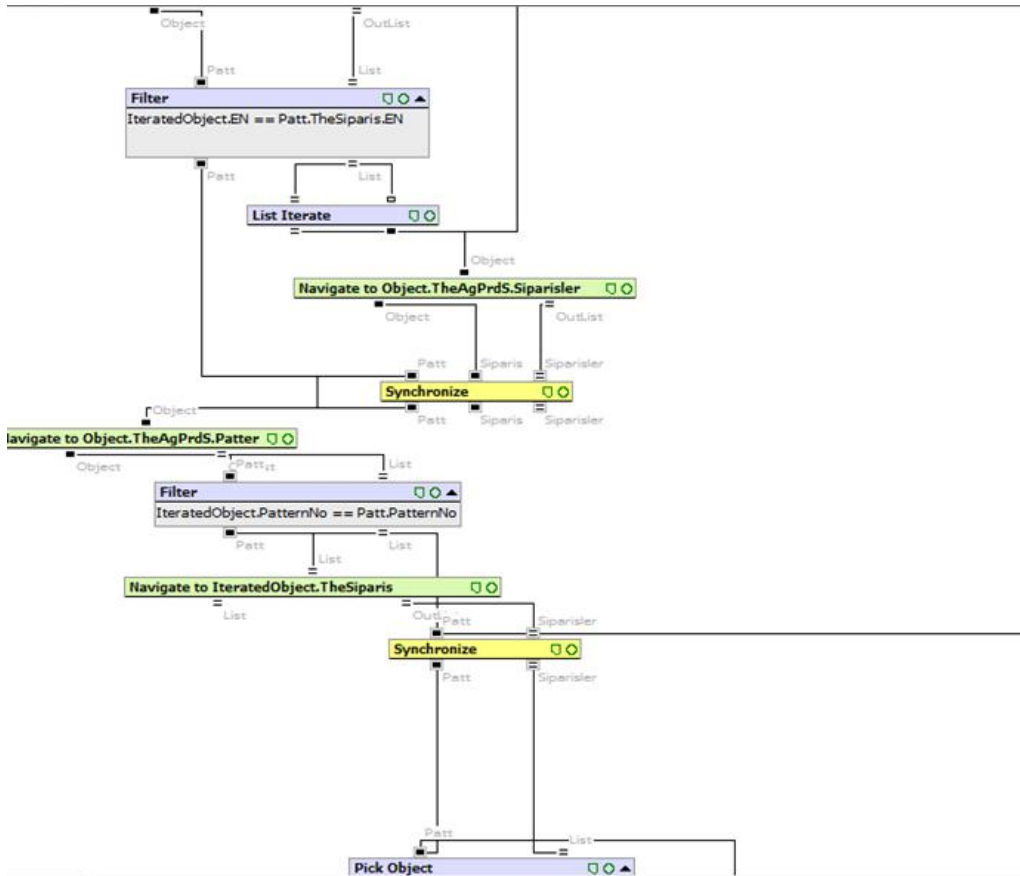 Object
OutList
Patt
List
Filter
IteratedObject.EN == Patt.TheSiparis.EN
Patt
List
List Iterate
Object
Navigate to Object.TheAgPrdS.Siparisler
Object
OutList
Patt Siparis Siparisler
Synchronize
Patt Siparis Siparisler
Object
Navigate to Object.TheAgPrdS.Patter
Object
Patt
List
Filter
IteratedObject.PatternNo == Patt.PatternNo
Patt
List
List
Navigate to IteratedObject.TheSiparis
List
Patt
Siparisler
Synchronize
Patt
Siparisler
Patt
List
Pick Object